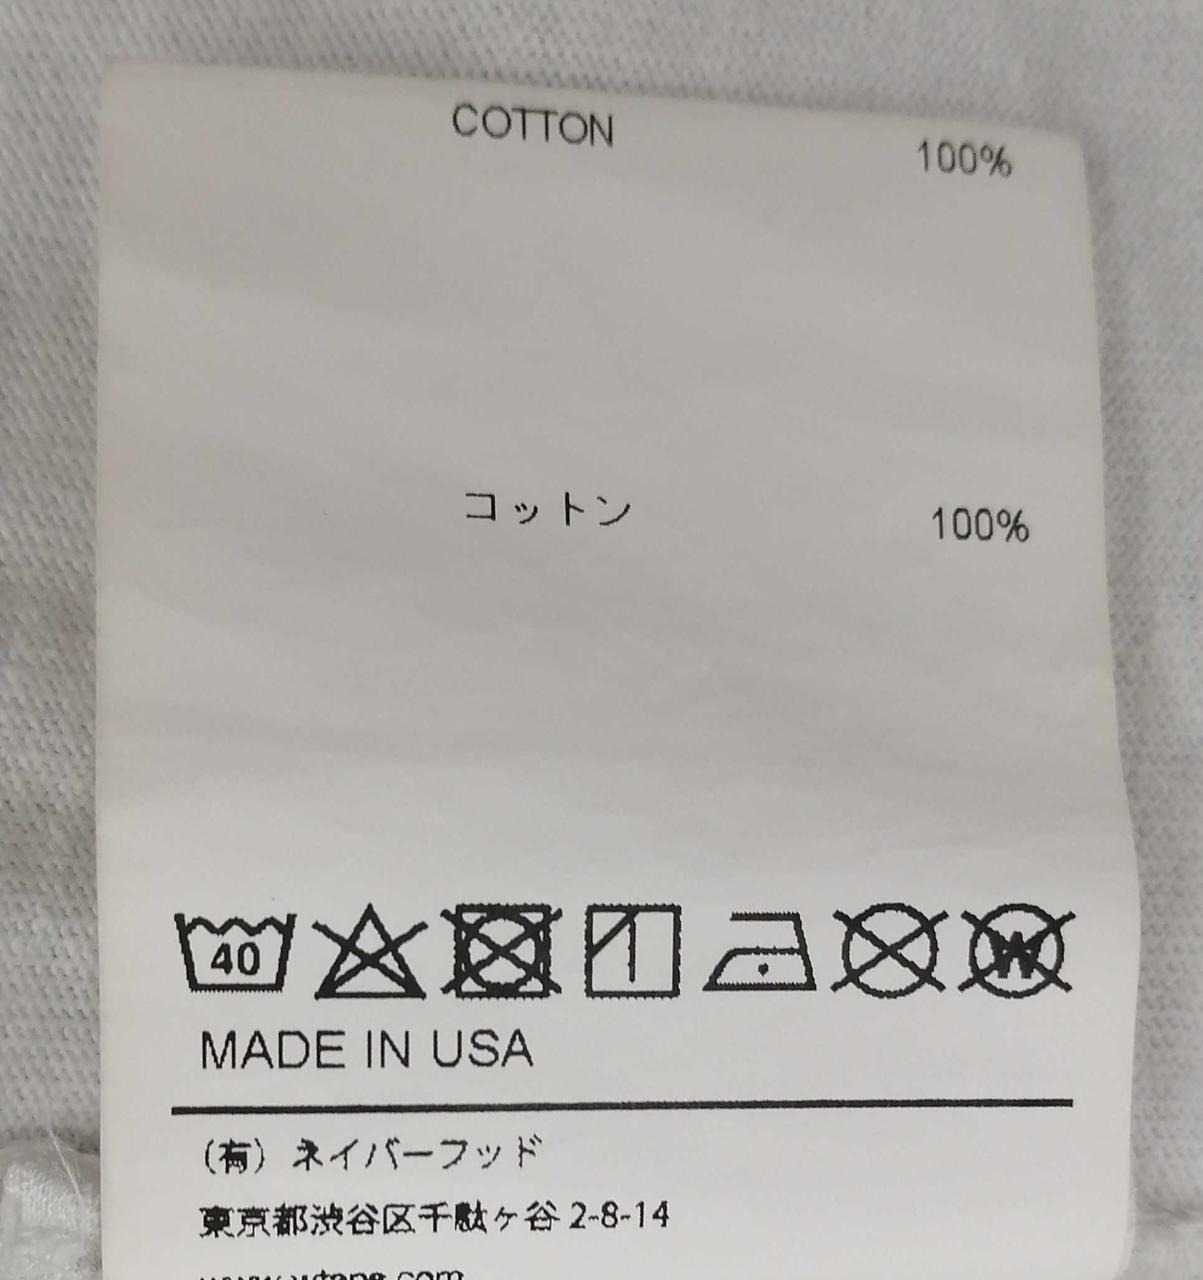 COTTON 100%
コットン 100%
40 W
MADE IN USA
(有) ネイバーフッド
東京都渋谷区千駄ヶ谷 2-8-14